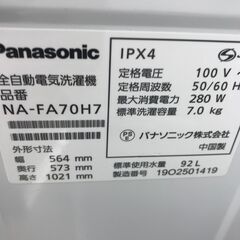 Panasonic
全自動電気洗濯機
品番
NA-FA70H7
外形寸法
幅 564 mm
奥行 573 mm
高さ 1021 mm
IPX4
定格電圧 100 V
定格周波数 50/60 H
最大消費電力 280 W
標準洗濯容量 7.0 kg
PSE パナソニック株式会社
中国製
標準使用水量 92 L
製造番号 19O2501419